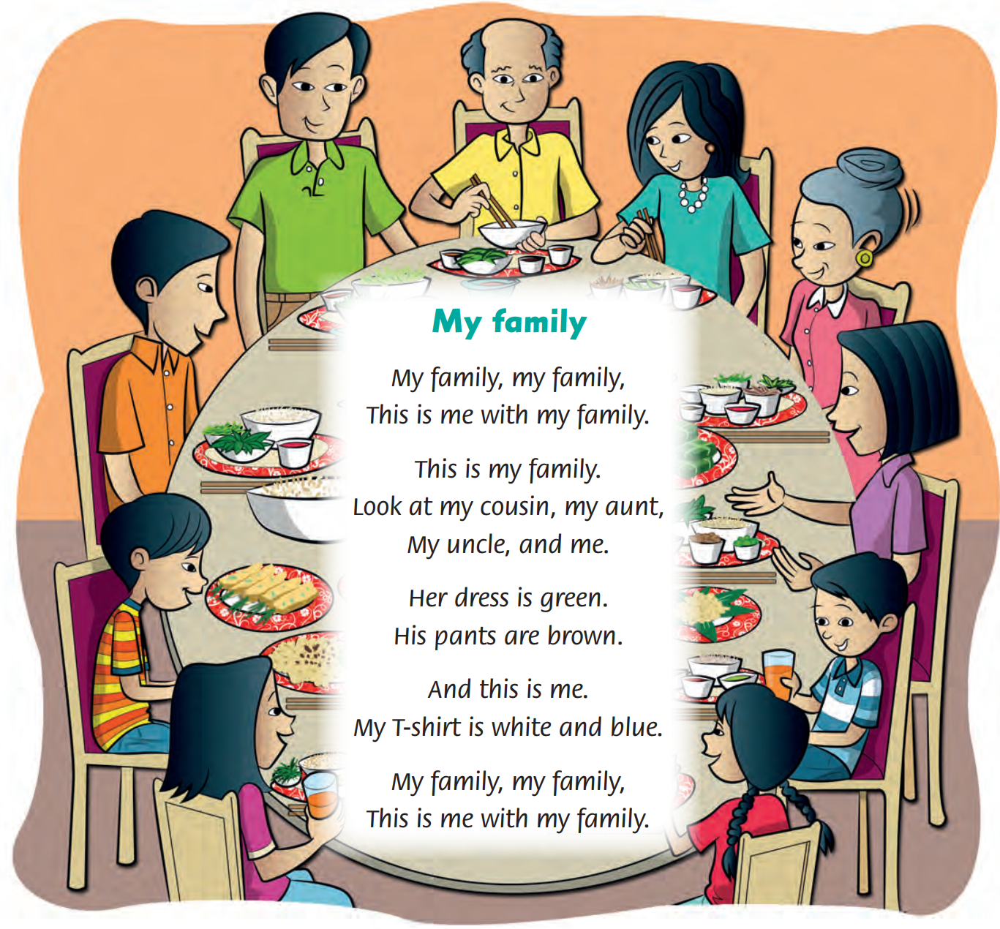 My family
My family, my family,
This is me with my family.
This is my family.
Look at my cousin, my aunt,
My uncle, and me.
Her dress is green.
His pants are brown.
And this is me.
My T-shirt is white and blue.
My family, my family,
This is me with my family.